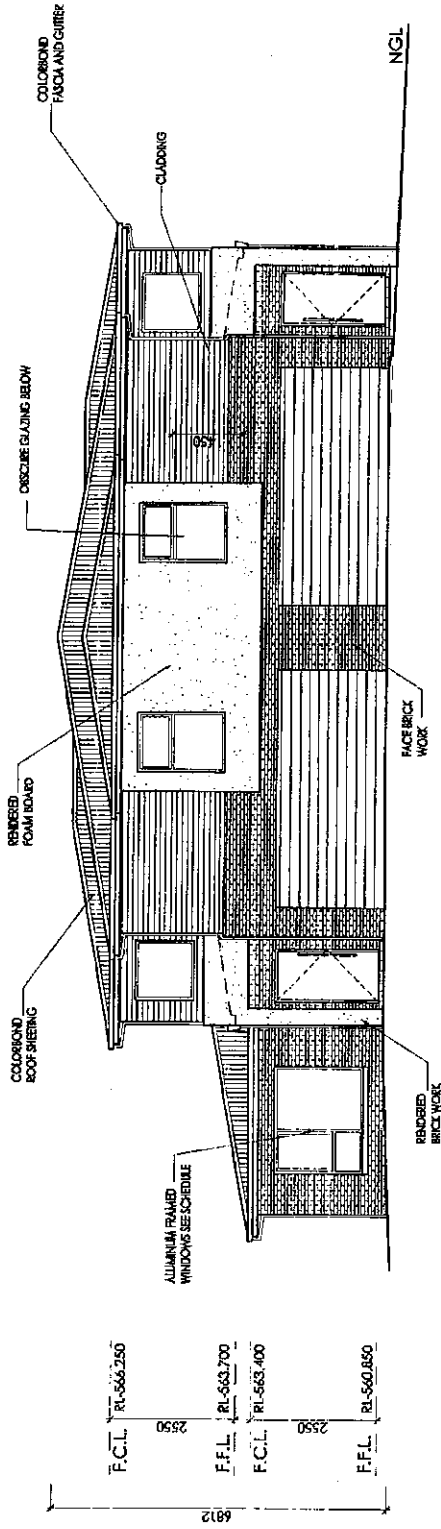 COLORBOND
ROOF SHEETING
RENDERED
FOAM BOARD
OBSCURE GLAZING BELOW
COLORBOND
FASCIA AND GUTTER
CLADDING
450
ALUMINIUM FRAMED
WINDOWS SEE SCHEDULE
RENDERED
BRICK WORK
FACE BRICK
WORK
NGL
F.C.L. RL-566.250
2550
F.F.L. RL-563.700
F.C.L. RL-563.400
2550
F.F.L. RL-560.850
6812